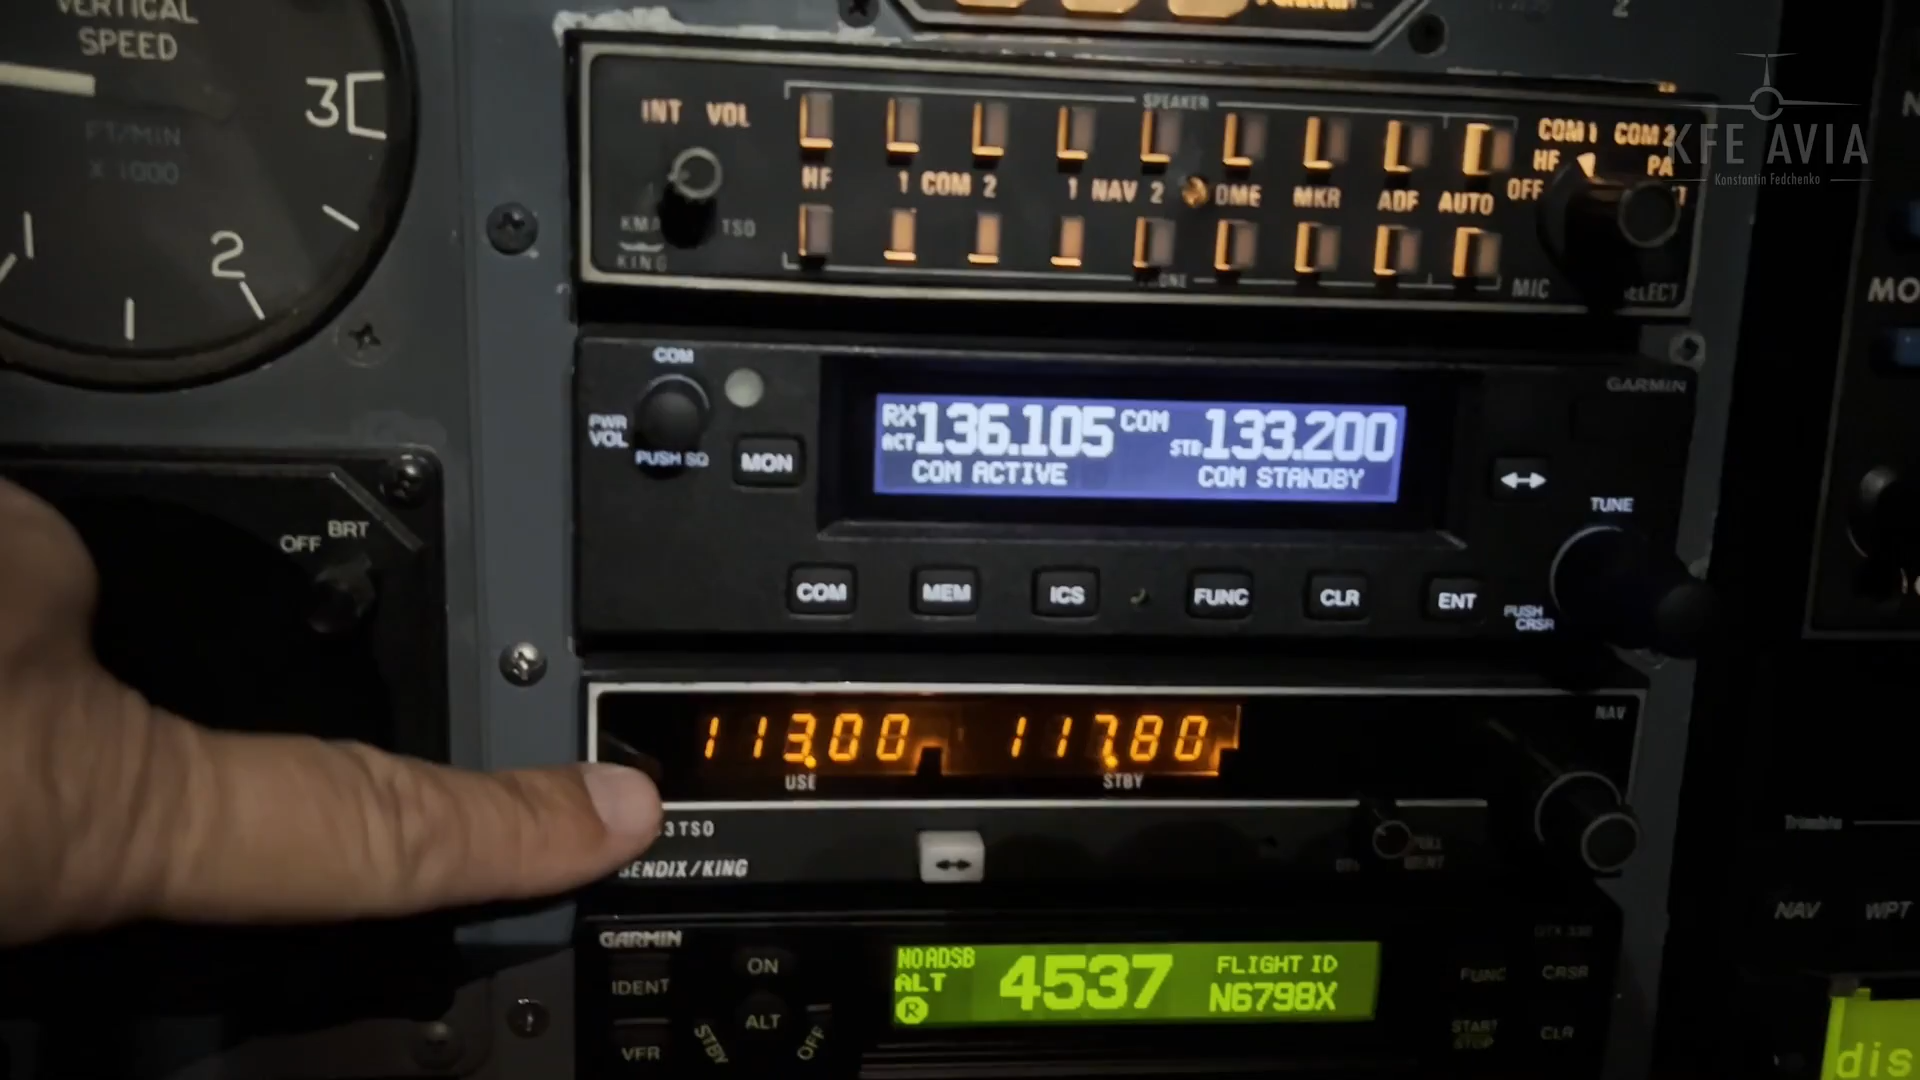 VERTICAL
SPEED
FT/MIN
X 1000
3
2
1
1
INT VOL
SPEAKER
HF 1 COM 2 1 NAV 2 DME MKR ADF AUTO
PHONE
KMA TSO
KING
COM 1 COM 2
HF PA
OFF
MIC
SELECT
KFE AVIA
Konstantin Fedchenko
2
COM
PWR
VOL
PUSH SQ
MON
GARMIN
RX 136.105 COM STB 133.200
ACT
COM ACTIVE COM STANDBY
TUNE
COM MEM ICS FUNC CLR ENT
PUSH
CRSR
OFF BRT
113.00 117.80
USE STBY
NAV
3 TSO
BENDIX/KING
PULL
GARMIN
IDENT
VFR
ON
ALT
STBY
OFF
NO ADSB
ALT
R
4537
FLIGHT ID
N6798X
FUNC CRSR
START
STOP
CLR
MO
Trimble
NAV WPT
dis